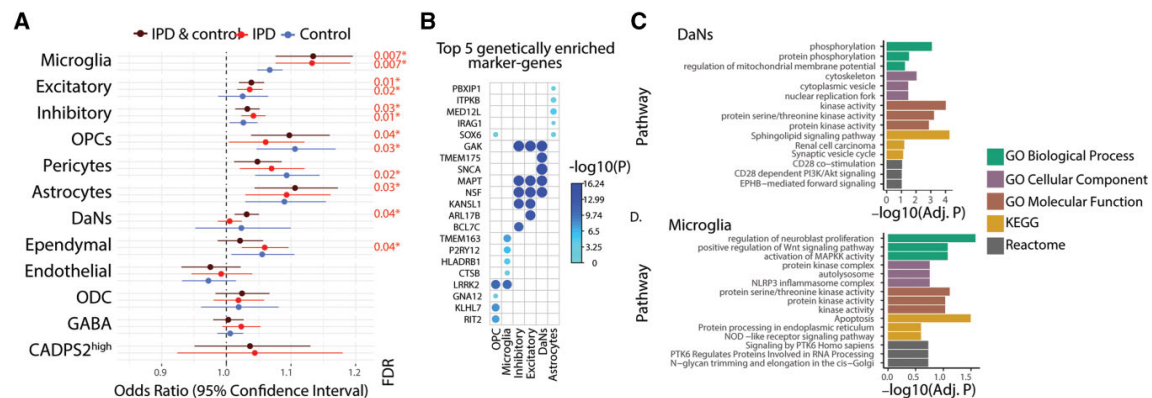 A
IPD & control
IPD
Control
Microglia
Excitatory
Inhibitory
OPCs
Pericytes
Astrocytes
DaNs
Ependymal
Endothelial
ODC
GABA
CADPS2high
0.007*
0.007*
0.01*
0.02*
0.03*
0.01*
0.04*
0.03*
0.02*
0.03*
0.04*
0.04*
FDR
0.9
1.0
1.1
1.2
Odds Ratio (95% Confidence Interval)
B
Top 5 genetically enriched
marker-genes
PBXIP1
ITPKB
MED12L
IRAG1
SOX6
GAK
TMEM175
SNCA
MAPT
NSF
KANSL1
ARL17B
BCL7C
TMEM163
P2RY12
HLADRB1
CTSB
LRRK2
GNA12
KLHL7
RIT2
OPC
Microglia
Inhibitory
Excitatory
DaNs
Astrocytes
-log10(P)
16.24
12.99
9.74
6.5
3.25
0
C
DaNs
Pathway
phosphorylation
protein phosphorylation
regulation of mitochondrial membrane potential
cytoskeleton
cytoplasmic vesicle
nuclear replication fork
kinase activity
protein serine/threonine kinase activity
protein kinase activity
Sphingolipid signaling pathway
Renal cell carcinoma
Synaptic vesicle cycle
CD28 co-stimulation
CD28 dependent PI3K/Akt signaling
EPHB-mediated forward signaling
0 1 2 3 4
−log10(Adj. P)
D.
Microglia
Pathway
regulation of neuroblast proliferation
positive regulation of Wnt signaling pathway
activation of MAPKK activity
protein kinase complex
autolysosome
NLRP3 inflammasome complex
protein serine/threonine kinase activity
protein kinase activity
kinase activity
Apoptosis
Protein processing in endoplasmic reticulum
NOD -like receptor signaling pathway
Signaling by PTK6 Homo sapiens
PTK6 Regulates Proteins Involved in RNA Processing
N-glycan trimming and elongation in the cis-Golgi
0.0 0.5 1.0 1.5
−log10(Adj. P)
GO Biological Process
GO Cellular Component
GO Molecular Function
KEGG
Reactome